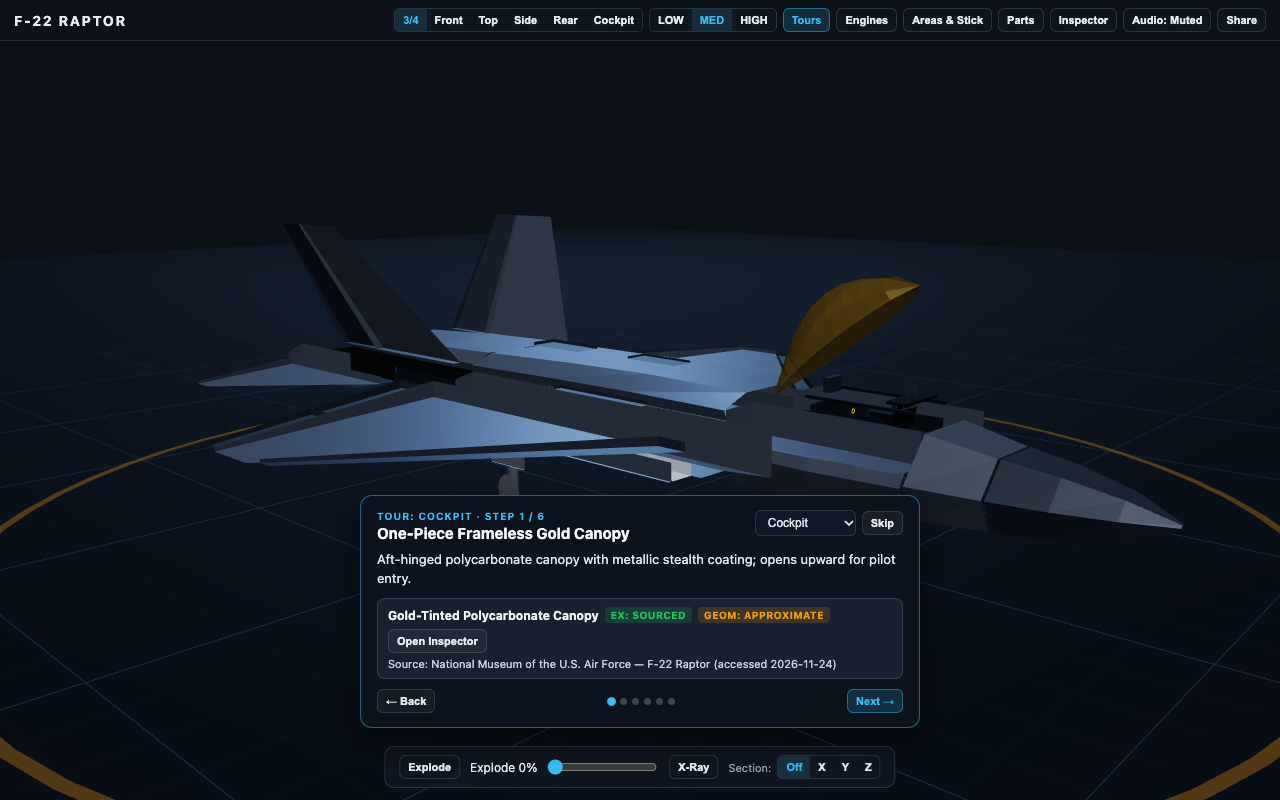 F-22 RAPTOR
3/4 Front Top Side Rear Cockpit LOW MED HIGH Tours Engines Areas & Stick Parts Inspector Audio: Muted Share
TOUR: COCKPIT · STEP 1 / 6
One-Piece Frameless Gold Canopy
Cockpit Skip
Aft-hinged polycarbonate canopy with metallic stealth coating; opens upward for pilot
entry.
Gold-Tinted Polycarbonate Canopy EX: SOURCED GEOM: APPROXIMATE
Open Inspector
Source: National Museum of the U.S. Air Force — F-22 Raptor (accessed 2026-11-24)
← Back Next →
Explode Explode 0% X-Ray Section: Off X Y Z